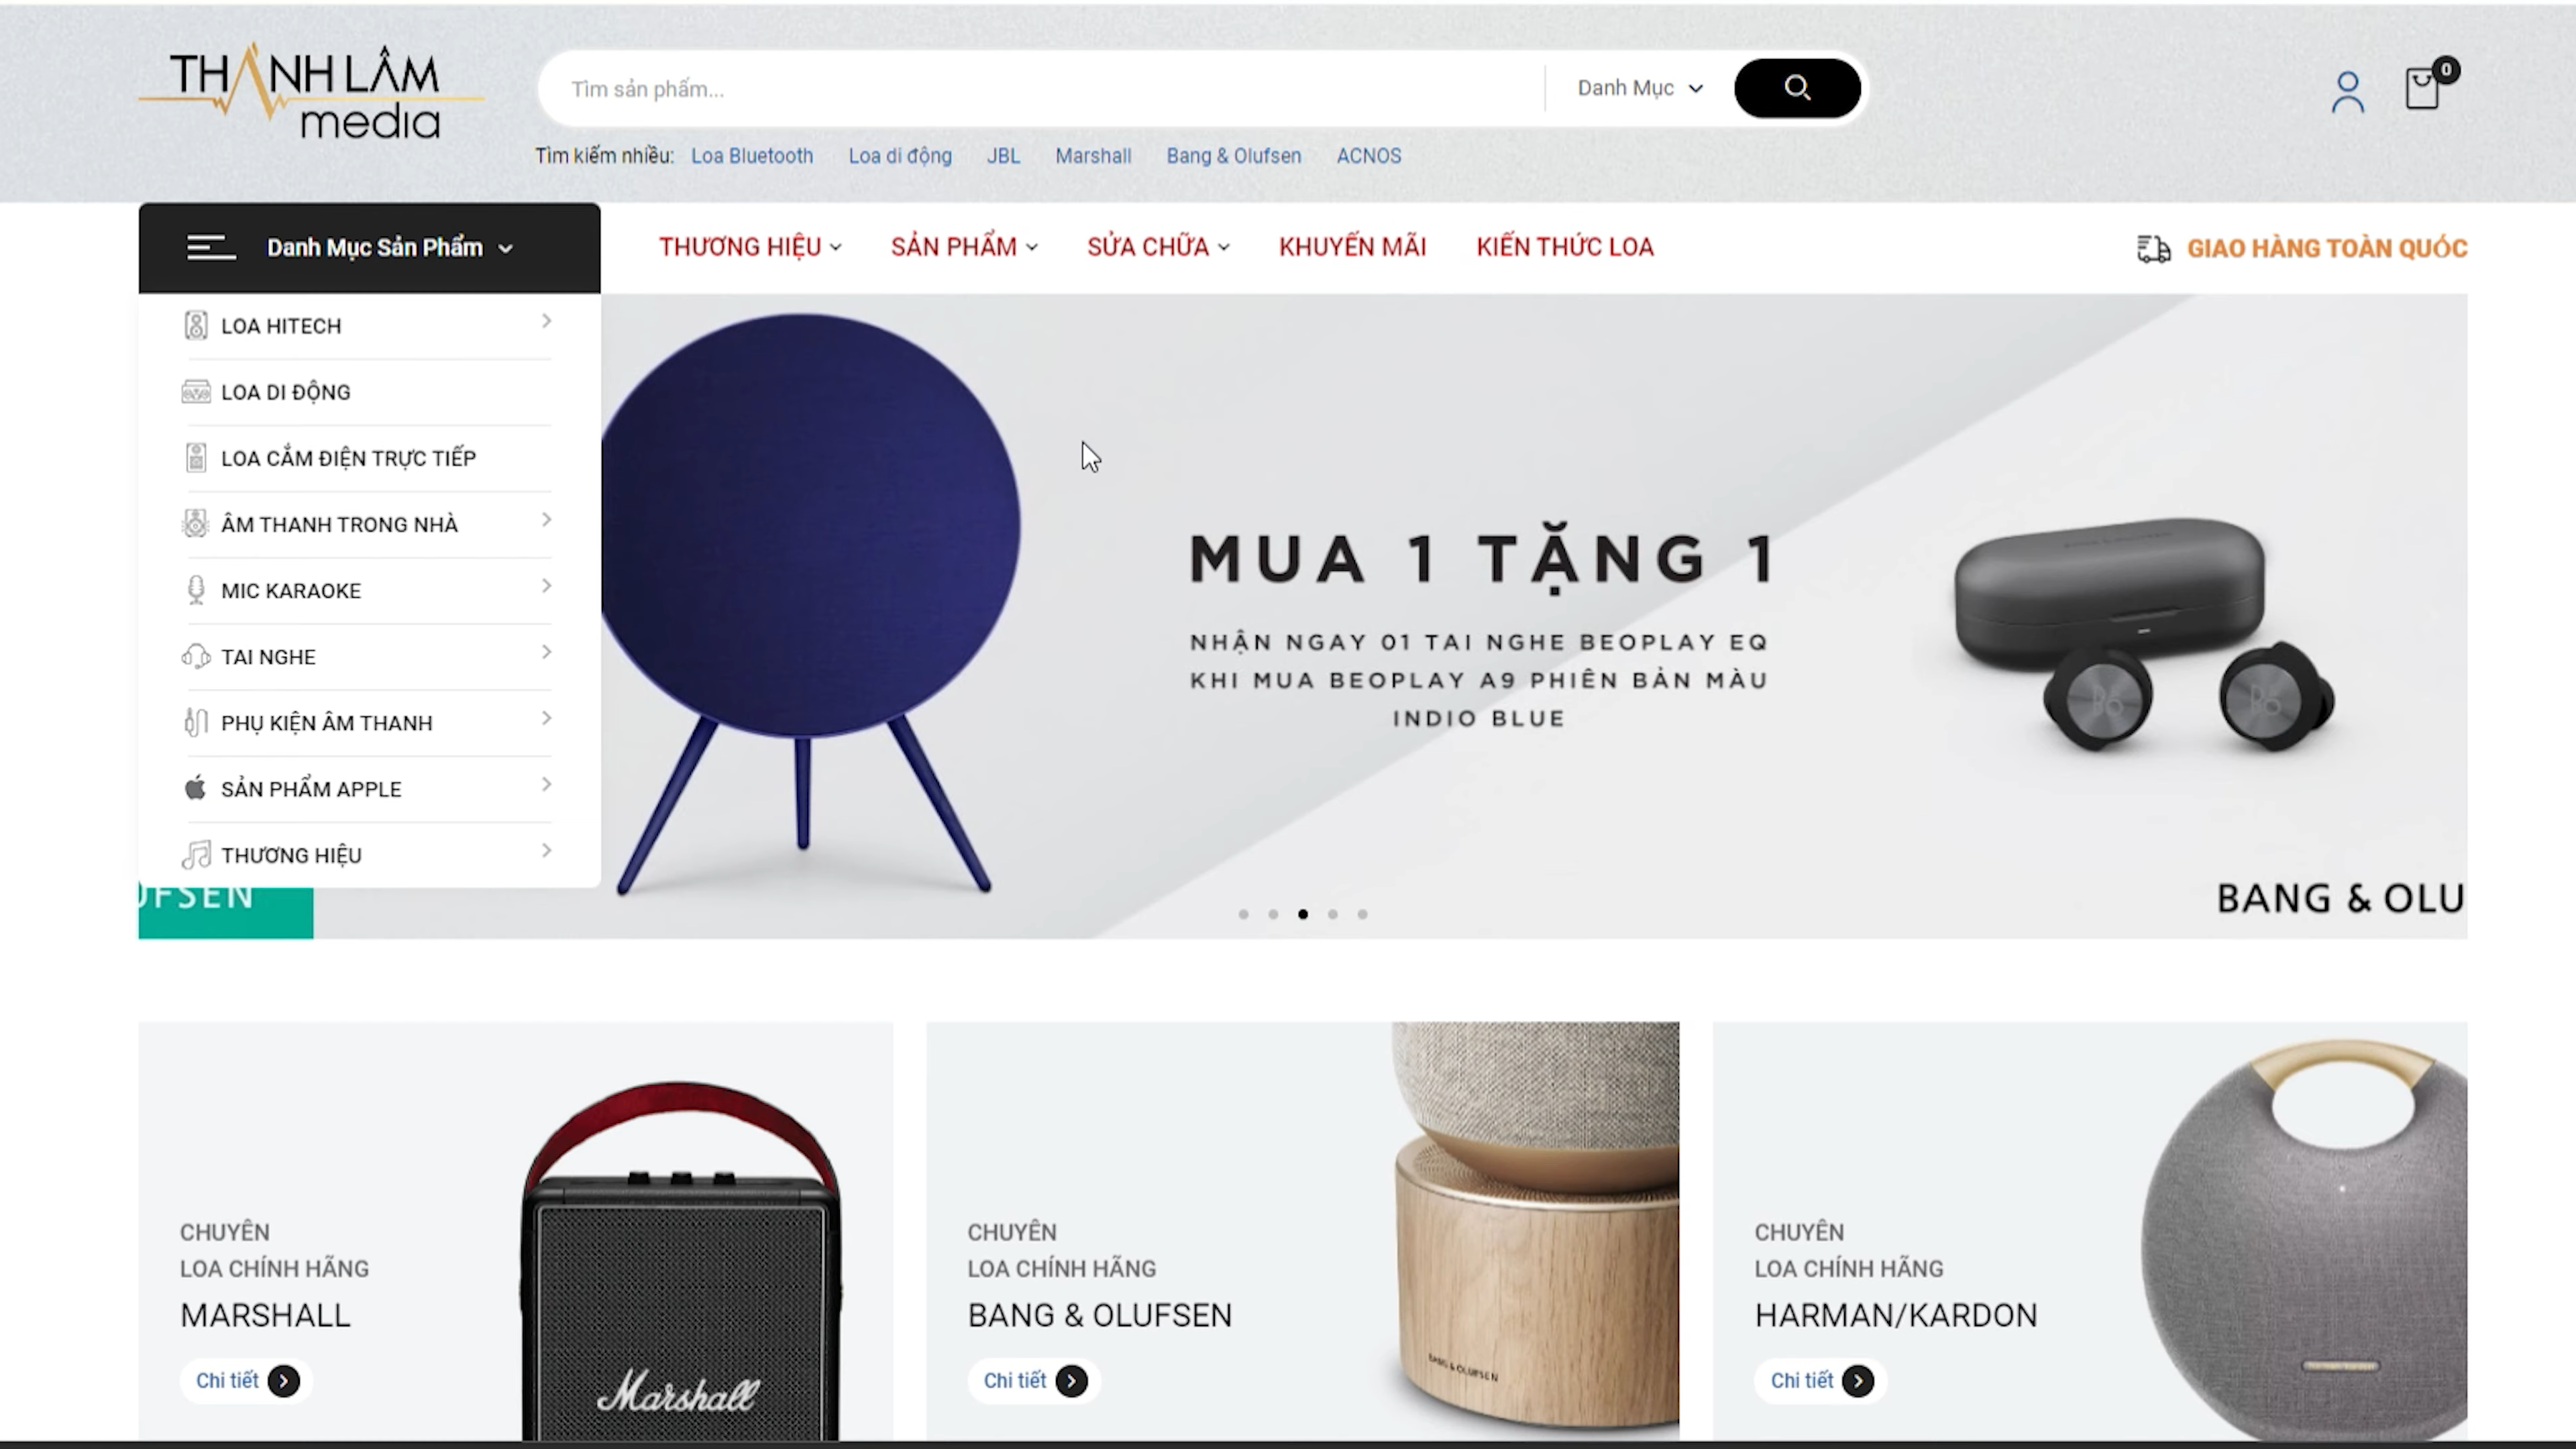 THANH LÂM
media
Tìm sản phẩm...
Danh Mục
0
Tìm kiếm nhiều: Loa Bluetooth Loa di động JBL Marshall Bang & Olufsen ACNOS
Danh Mục Sản Phẩm
THƯƠNG HIỆU SẢN PHẨM SỬA CHỮA KHUYẾN MÃI KIẾN THỨC LOA
GIAO HÀNG TOÀN QUỐC
LOA HITECH
LOA DI ĐỘNG
LOA CẮM ĐIỆN TRỰC TIẾP
ÂM THANH TRONG NHÀ
MIC KARAOKE
TAI NGHE
PHỤ KIỆN ÂM THANH
SẢN PHẨM APPLE
THƯƠNG HIỆU
UFSEN
MUA 1 TẶNG 1
NHẬN NGAY 01 TAI NGHE BEOPLAY EQ
KHI MUA BEOPLAY A9 PHIÊN BẢN MÀU
INDIO BLUE
BANG & OLU
CHUYÊN
LOA CHÍNH HÃNG
MARSHALL
Chi tiết
Marshall
CHUYÊN
LOA CHÍNH HÃNG
BANG & OLUFSEN
Chi tiết
BANG & OLUFSEN
CHUYÊN
LOA CHÍNH HÃNG
HARMAN/KARDON
Chi tiết